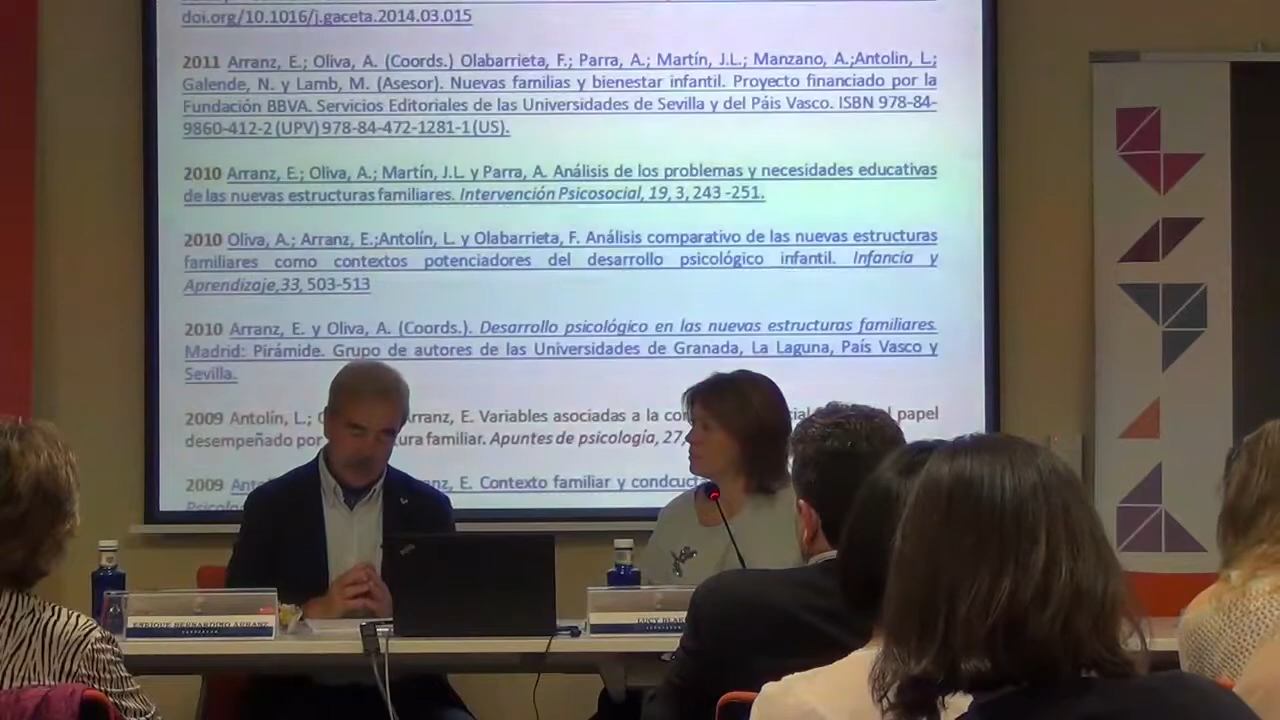 doi.org/10.1016/j.gaceta.2014.03.015
2011 Arranz, E.; Oliva, A. (Coords.) Olabarrieta, F.; Parra, A.; Martín, J.L.; Manzano, A.;Antolin, L;
Galende, N. y Lamb, M. (Asesor). Nuevas familias y bienestar infantil. Proyecto financiado por la
Fundación BBVA. Servicios Editoriales de las Universidades de Sevilla y del Páis Vasco. ISBN 978-84-
9860-412-2 (UPV) 978-84-472-1281-1 (US).
2010 Arranz, E.; Oliva, A.; Martín, J.L. y Parra, A. Análisis de los problemas y necesidades educativas
de las nuevas estructuras familiares. Intervención Psicosocial, 19, 3, 243 -251.
2010 Oliva, A.; Arranz, E.;Antolín, L. y Olabarrieta, F. Análisis comparativo de las nuevas estructuras
familiares como contextos potenciadores del desarrollo psicológico infantil. Infancia y
Aprendizaje,33, 503-513
2010 Arranz, E. y Oliva, A. (Coords.). Desarrollo psicológico en las nuevas estructuras familiares.
Madrid: Pirámide. Grupo de autores de las Universidades de Granada, La Laguna, País Vasco y
Sevilla.
2009 Antolín, L.; Arranz, E. Variables asociadas a la papel
desempeñado por familiar. Apuntes de psicología, 27,
2009 E. Contexto familiar y
ENRIQUE BERNARDINO ARRANZ
LUCY